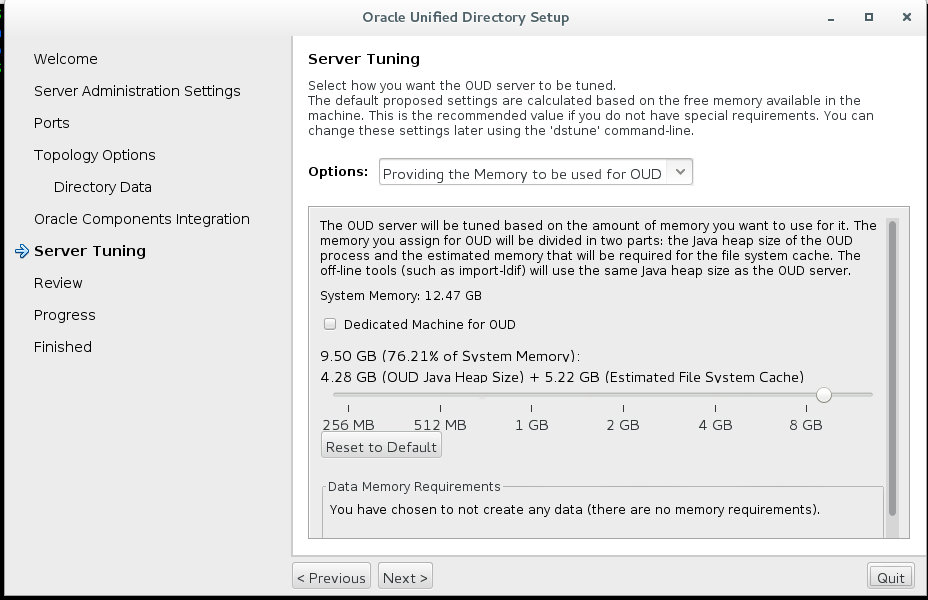 Oracle Unified Directory Setup
Welcome
Server Administration Settings
Ports
Topology Options
Directory Data
Oracle Components Integration
Server Tuning
Review
Progress
Finished
Server Tuning
Select how you want the OUD server to be tuned.
The default proposed settings are calculated based on the free memory available in the
machine. This is the recommended value if you do not have special requirements. You can
change these settings later using the 'dstune' command-line.
Options: Providing the Memory to be used for OUD
The OUD server will be tuned based on the amount of memory you want to use for it. The
memory you assign for OUD will be divided in two parts: the Java heap size of the OUD
process and the estimated memory that will be required for the file system cache. The
off-line tools (such as import-ldif) will use the same Java heap size as the OUD server.
System Memory: 12.47 GB
Dedicated Machine for OUD
9.50 GB (76.21% of System Memory):
4.28 GB (OUD Java Heap Size) + 5.22 GB (Estimated File System Cache)
256 MB 512 MB 1 GB 2 GB 4 GB 8 GB
Reset to Default
Data Memory Requirements
You have chosen to not create any data (there are no memory requirements).
< Previous Next > Quit